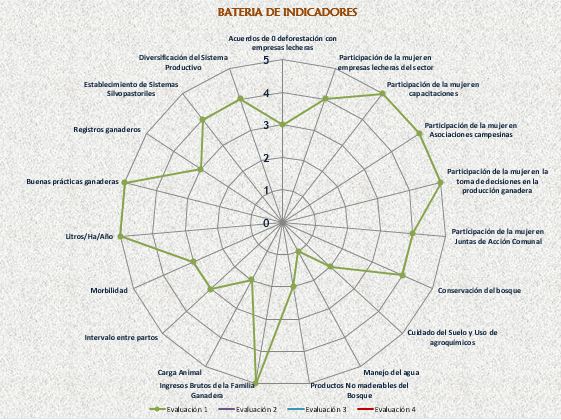 BATERIA DE INDICADORES
Acuerdos de 0 deforestación con
empresas lecheras
Participación de la mujer en
empresas lecheras del sector
Participación de la mujer en
capacitaciones
Participación de la mujer en
Asociaciones campesinas
Participación de la mujer en la
toma de decisiones en la
producción ganadera
Participación de la mujer en
Juntas de Acción Comunal
Conservación del bosque
Cuidado del Suelo y Uso de
agroquímicos
Manejo del agua
Productos No maderables del
Bosque
Ingresos Brutos de la Familia
Ganadera
Carga Animal
Intervalo entre partos
Morbilidad
Litros/Ha/Año
Buenas prácticas ganaderas
Registros ganaderos
Establecimiento de Sistemas
Silvopastoriles
Diversificación del Sistema
Productivo
5
4
3
2
1
0
Evaluación 1 Evaluación 2 Evaluación 3 Evaluación 4